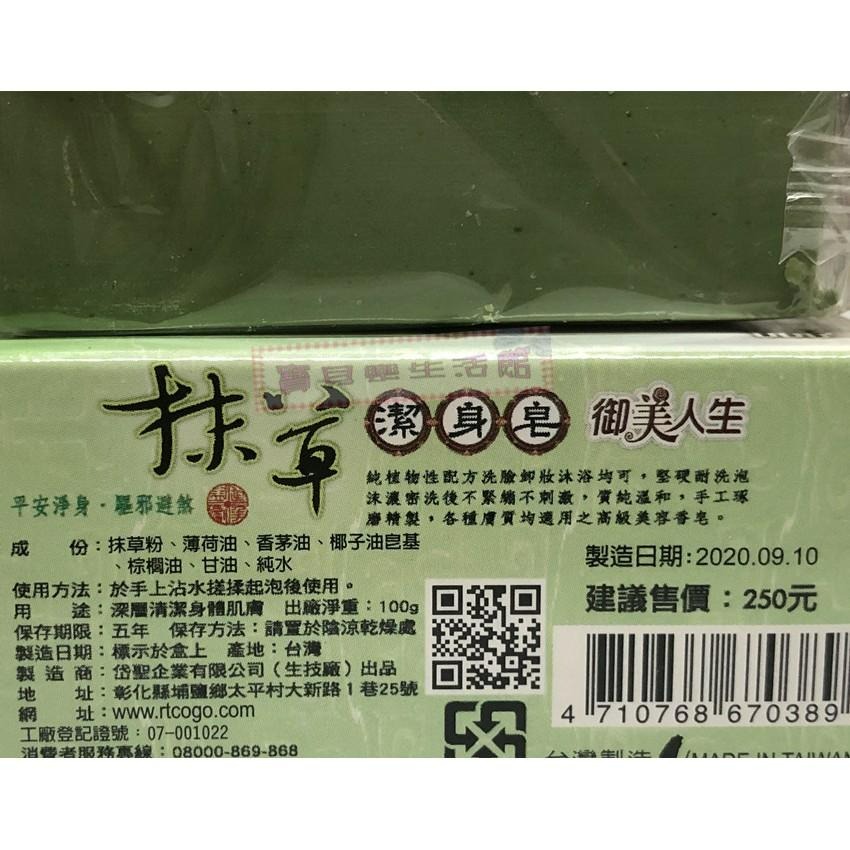 寶貝樂生活館
抹草 潔身皂 御美人生
平安淨身・驅邪避煞
純植物性配方洗臉卸妝沐浴均可，堅硬耐洗泡
沫濃密洗後不緊繃不刺激，質純溫和，手工琢
磨精製，各種膚質均適用之高級美容香皂。
成　份：抹草粉、薄荷油、香茅油、椰子油皂基
、棕櫚油、甘油、純水
使用方法：於手上沾水搓揉起泡後使用。
用　途：深層清潔身體肌膚　出廠淨重：100g
保存期限：五年　保存方法：請置於陰涼乾燥處
製造日期：標示於盒上　產地：台灣
製 造 商：岱聖企業有限公司（生技廠）出品
地　址：彰化縣埔鹽鄉太平村大新路1巷25號
網　址：www.rtcogo.com
工廠登記證號：07-001022
消費者服務專線：08000-869-868
製造日期:2020.09.10
建議售價：250元
4 710768 670389
台灣製造 /MADE IN TAIWAN